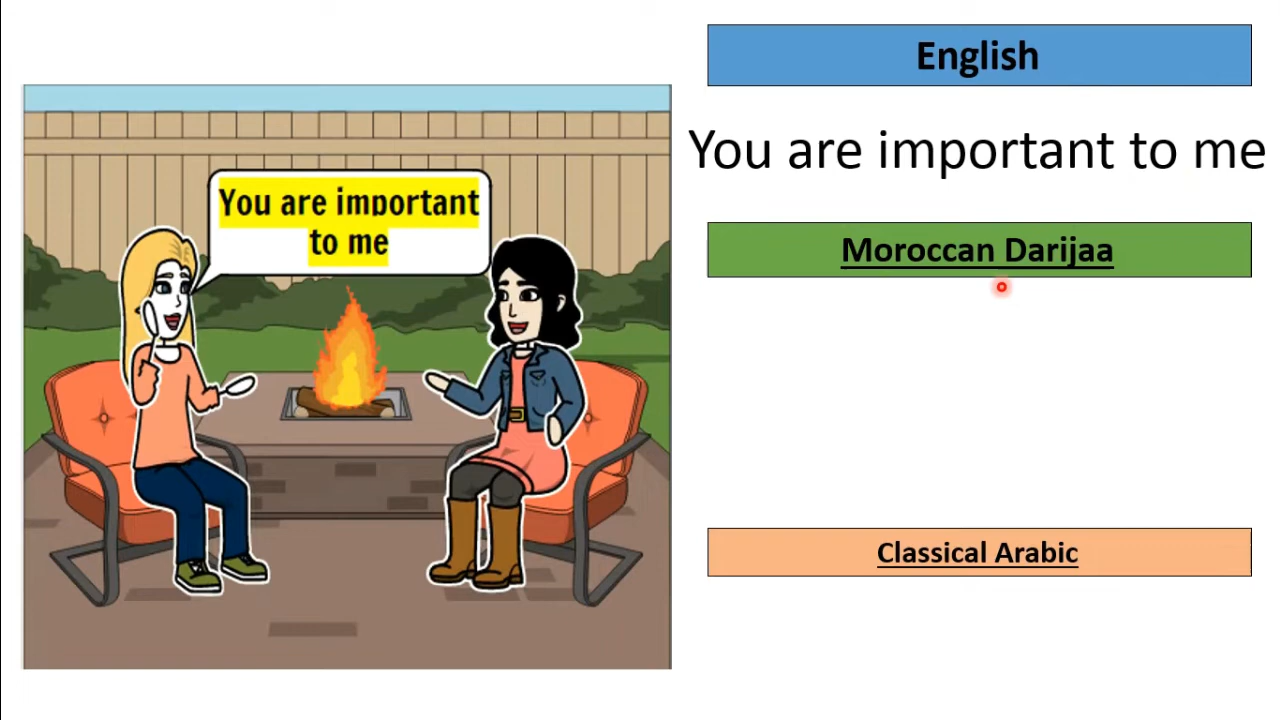 You are important
to me
English
You are important to me
Moroccan Darijaa
Classical Arabic